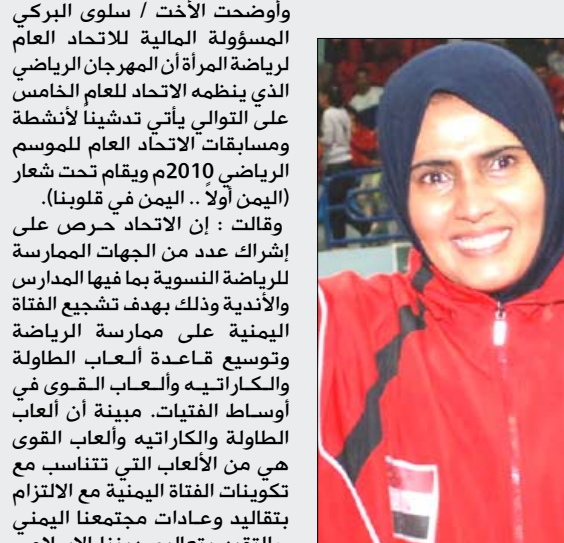 وأوضحت الأخت / سلوى البركي
المسؤولة المالية للاتحاد العام
لرياضة المرأة أن المهرجان الرياضي
الذي ينظمه الاتحاد للعام الخامس
على التوالي يأتي تدشيناً لأنشطة
ومسابقات الاتحاد العام للموسم
الرياضي 2010م ويقام تحت شعار
(اليمن أولاً .. اليمن في قلوبنا).
وقالت : إن الاتحاد حرص على
إشراك عدد من الجهات الممارسة
للرياضة النسوية بما فيها المدارس
والأندية وذلك بهدف تشجيع الفتاة
اليمنية على ممارسة الرياضة
وتوسيع قاعدة ألعاب الطاولة
والكاراتيه وألعاب القوى في
أوساط الفتيات. مبينة أن ألعاب
الطاولة والكاراتيه وألعاب القوى
هي من الألعاب التي تتناسب مع
تكوينات الفتاة اليمنية مع الالتزام
بتقاليد وعادات مجتمعنا اليمني